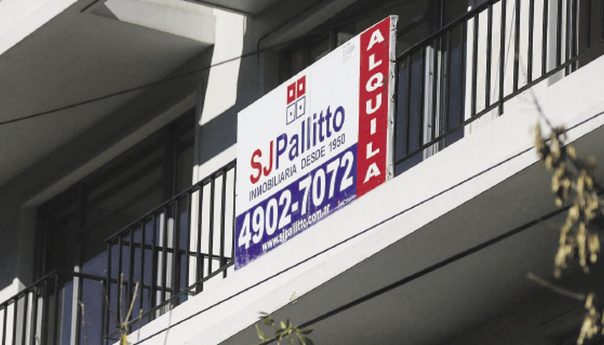 SJPallitto
INMOBILIARIA DESDE 1950
4902-7072
www.sjpallitto.com.ar
ALQUILA